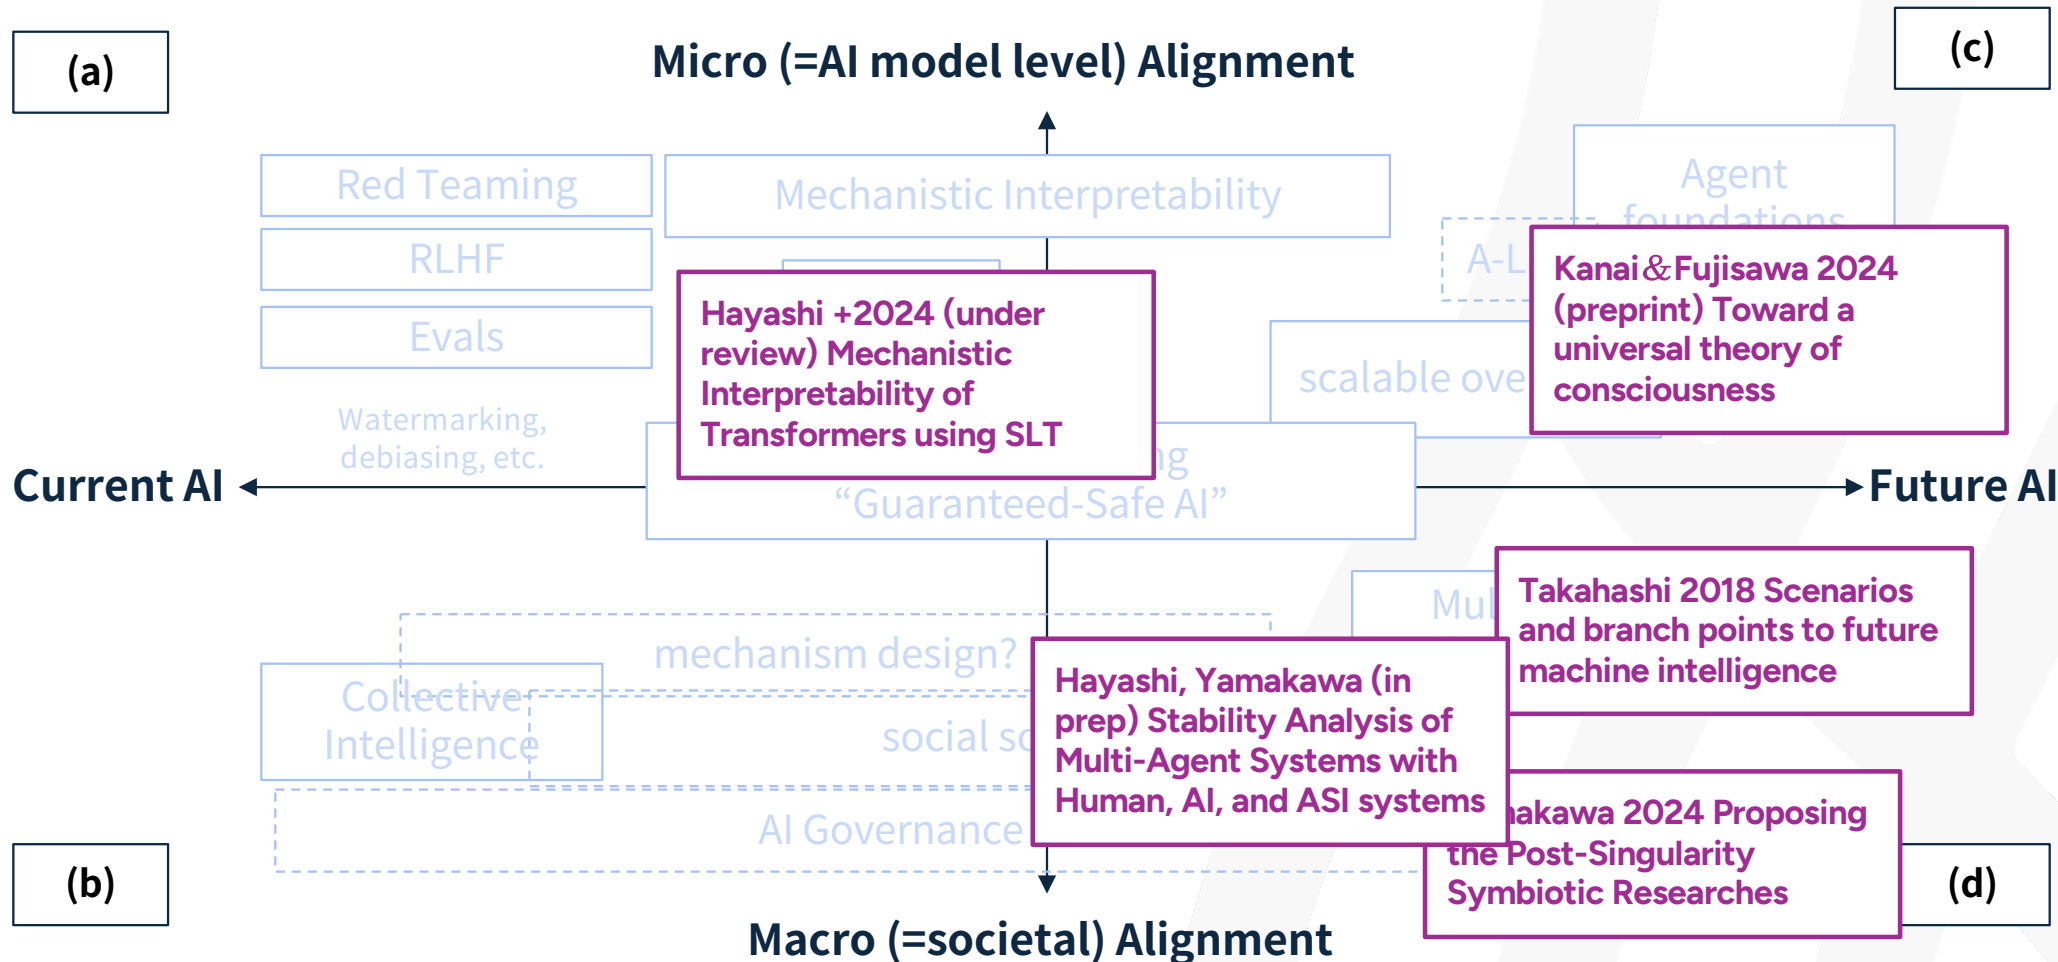 (a)
Micro (=AI model level) Alignment
(c)
Red Teaming
Mechanistic Interpretability
Agent
foundations
RLHF
A-L
Kanai&Fujisawa 2024
(preprint) Toward a
universal theory of
consciousness
Evals
Hayashi +2024 (under
review) Mechanistic
Interpretability of
Transformers using SLT
scalable ove
Watermarking,
debiasing, etc.
ng
"Guaranteed-Safe AI"
Current AI
Future AI
Mul
Takahashi 2018 Scenarios
and branch points to future
machine intelligence
mechanism design?
Collective
Intelligence
social sc
Hayashi, Yamakawa (in
prep) Stability Analysis of
Multi-Agent Systems with
Human, AI, and ASI systems
AI Governance
makawa 2024 Proposing
the Post-Singularity
Symbiotic Researches
(b)
(d)
Macro (=societal) Alignment